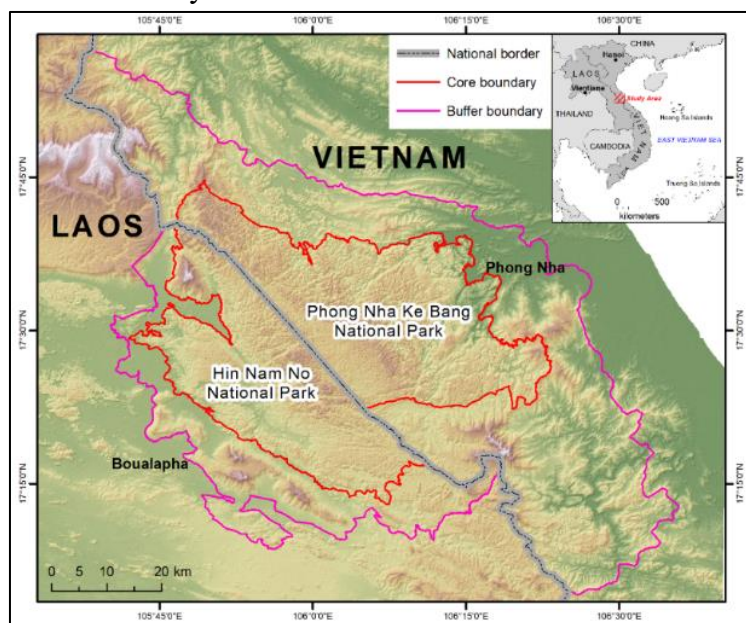 105°45'0"E
106°0'0"E
106°15'0"E
106°30'0"E
National border
Core boundary
Buffer boundary
CHINA
Hanoi
LAOS
Vientiane
Study Area
THAILAND
Hoang Sa Islands
VIETNAM
EAST VIETNAM SEA
CAMBODIA
Truong Sa Islands
0 500
kilometers
VIETNAM
LAOS
17°45'0"N
17°45'0"N
Phong Nha
Phong Nha Ke Bang
National Park
17°30'0"N
17°30'0"N
Hin Nam No
National Park
Boualapha
17°15'0"N
17°15'0"N
0 5 10 20 km
105°45'0"E
106°0'0"E
106°15'0"E
106°30'0"E